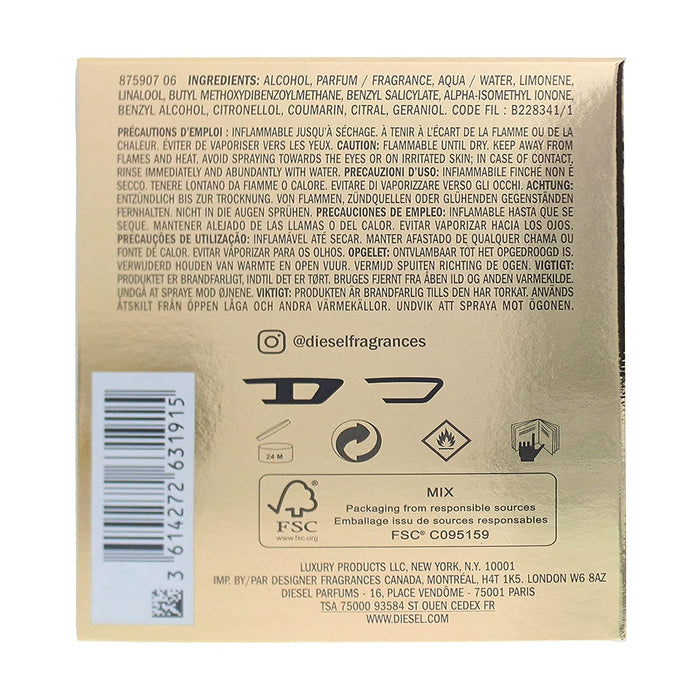 875907 06 INGREDIENTS: ALCOHOL, PARFUM / FRAGRANCE, AQUA / WATER, LIMONENE,
LINALOOL, BUTYL METHOXYDIBENZOYLMETHANE, BENZYL SALICYLATE, ALPHA-ISOMETHYL IONONE,
BENZYL ALCOHOL, CITRONELLOL, COUMARIN, CITRAL, GERANIOL. CODE FIL : B228341/1
PRÉCAUTIONS D'EMPLOI : INFLAMMABLE JUSQU'À SÉCHAGE. À TENIR À L'ÉCART DE LA FLAMME OU DE LA
CHALEUR. ÉVITER DE VAPORISER VERS LES YEUX. CAUTION: FLAMMABLE UNTIL DRY. KEEP AWAY FROM
FLAMES AND HEAT. AVOID SPRAYING TOWARDS THE EYES OR ON IRRITATED SKIN; IN CASE OF CONTACT,
RINSE IMMEDIATELY AND ABUNDANTLY WITH WATER. PRECAUZIONI D'USO: INFIAMMABILE FINCHÉ NON È
SECCO. TENERE LONTANO DA FIAMME O CALORE. EVITARE DI VAPORIZZARE VERSO GLI OCCHI. ACHTUNG:
ENTZÜNDLICH BIS ZUR TROCKNUNG. VON FLAMMEN, ZÜNDQUELLEN ODER GLÜHENDEN GEGENSTÄNDEN
FERNHALTEN. NICHT IN DIE AUGEN SPRÜHEN. PRECAUCIONES DE EMPLEO: INFLAMABLE HASTA QUE SE
SEQUE. MANTENER ALEJADO DE LAS LLAMAS O DEL CALOR. EVITAR VAPORIZAR HACIA LOS OJOS.
PRECAUÇÕES DE UTILIZAÇÃO: INFLAMÁVEL ATÉ SECAR. MANTER AFASTADO DE QUALQUER CHAMA OU
FONTE DE CALOR. EVITAR VAPORIZAR PARA OS OLHOS. OPGELET: ONTVLAMBAAR TOT HET OPGEDROOGD IS.
VERWIJDERD HOUDEN VAN WARMTE EN OPEN VUUR. VERMIJD SPUITEN RICHTING DE OGEN. VIGTIGT:
PRODUKTET ER BRANDFARLIGT, INDTIL DET ER TØRT. BRUGES FJERNT FRA ÅBEN ILD OG ANDEN VARMEKILDE.
UNDGÅ AT SPRAYE MOD ØJNENE. VIKTIGT: PRODUKTEN ÄR BRANDFARLIG TILLS DEN HAR TORKAT. ANVÄNDS
ÅTSKILT FRÅN ÖPPEN LÅGA OCH ANDRA VÄRMEKÄLLOR. UNDVIK ATT SPRAYA MOT ÖGONEN.
@dieselfragrances
D
24 M
FSC
www.fsc.org
MIX
Packaging from responsible sources
Emballage issu de sources responsables
FSC® C095159
3 614272 631915
LUXURY PRODUCTS LLC, NEW YORK, N.Y. 10001
IMP. BY/PAR DESIGNER FRAGRANCES CANADA, MONTRÉAL, H4T 1K5. LONDON W6 8AZ
DIESEL PARFUMS - 16, PLACE VENDÔME - 75001 PARIS
TSA 75000 93584 ST OUEN CEDEX FR
WWW.DIESEL.COM